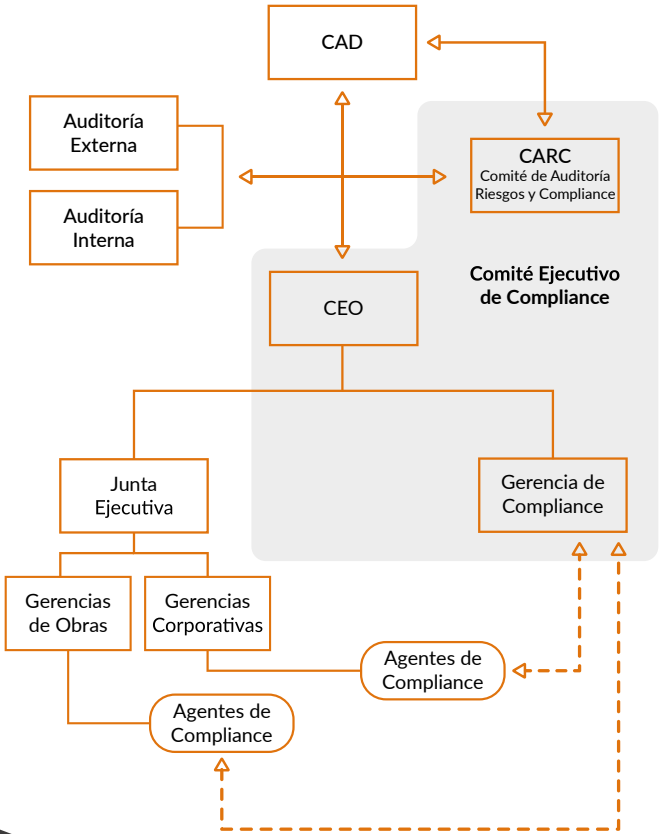 CAD
Auditoría
Externa
Auditoría
Interna
CARC
Comité de Auditoría
Riesgos y Compliance
Comité Ejecutivo
de Compliance
CEO
Junta
Ejecutiva
Gerencia de
Compliance
Gerencias
de Obras
Gerencias
Corporativas
Agentes de
Compliance
Agentes de
Compliance